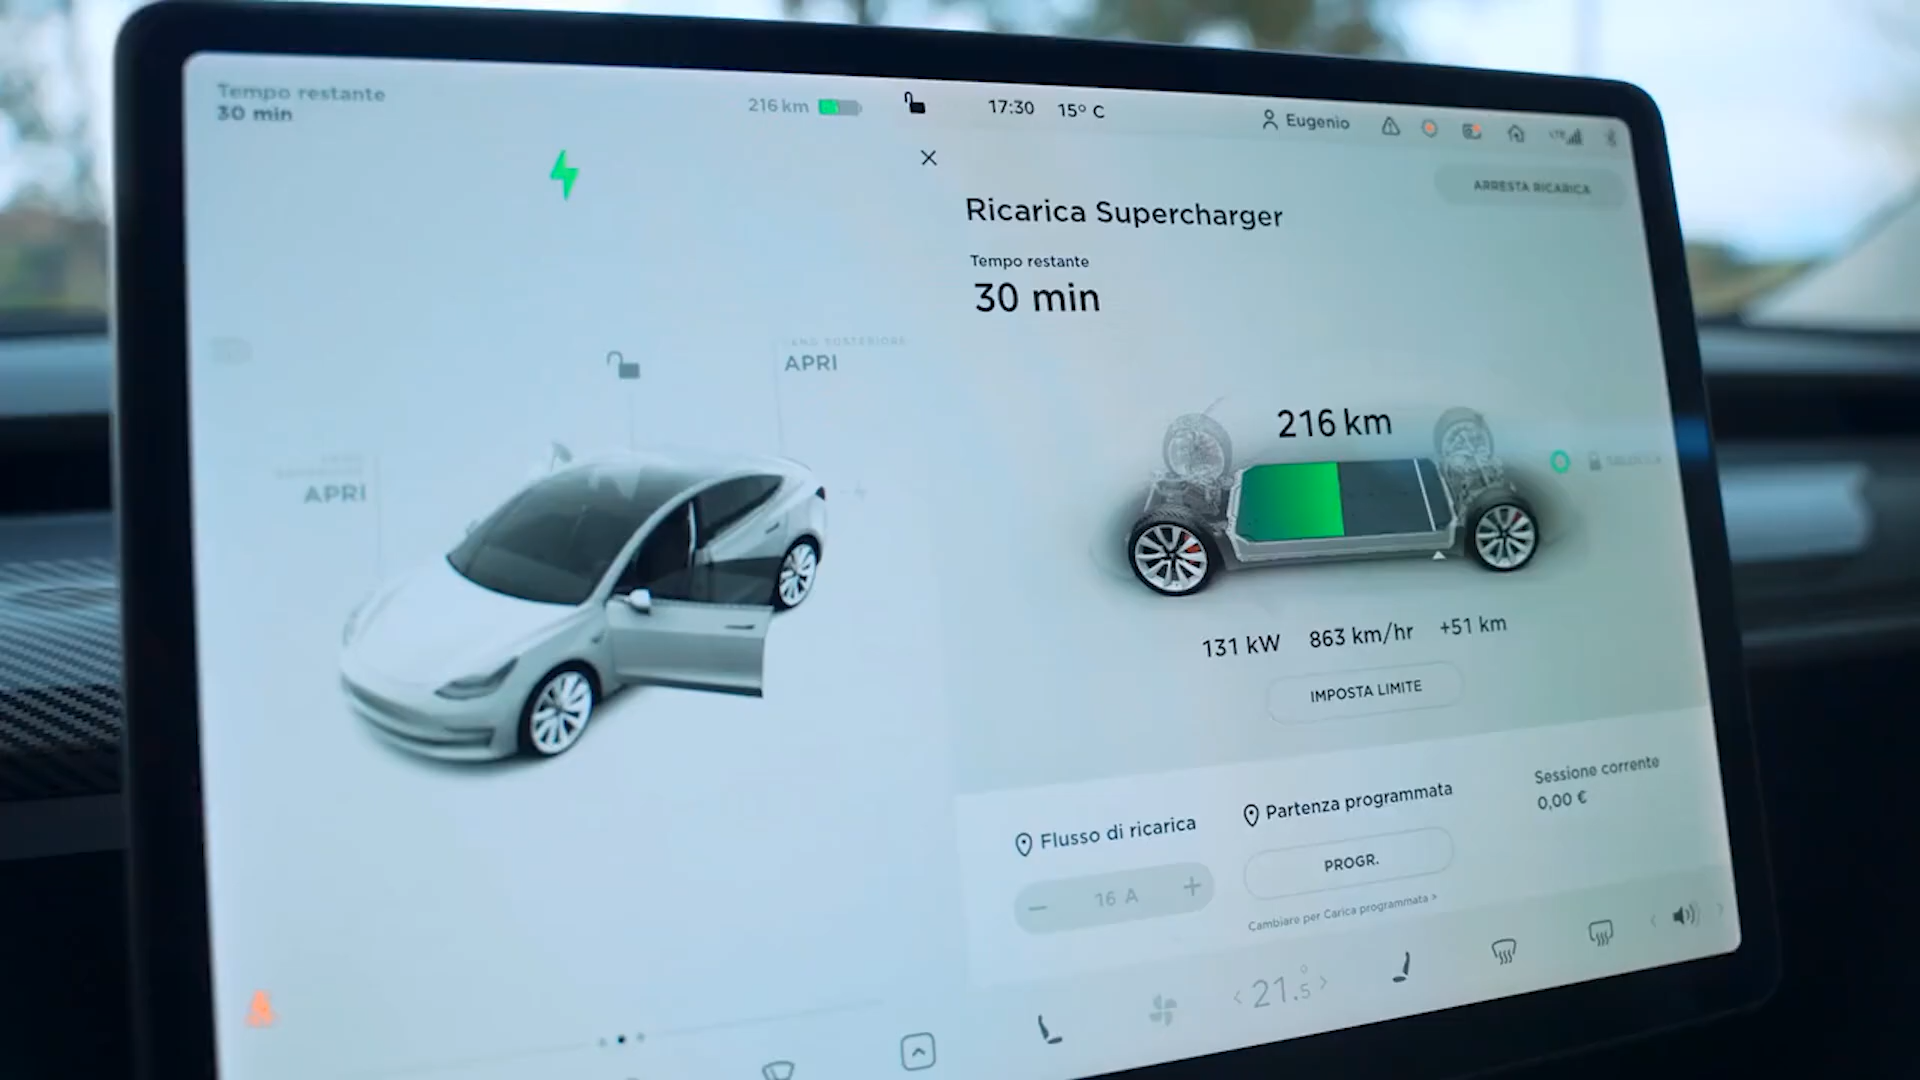 Tempo restante
30 min
216 km
17:30
15° C
Eugenio
LTE
ARRESTA RICARICA
Ricarica Supercharger
Tempo restante
30 min
APRI
APRI
216 km
131 kW
863 km/hr
+51 km
IMPOSTA LIMITE
Flusso di ricarica
16 A
Partenza programmata
PROGR.
Cambiare per Carica programmata >
Sessione corrente
0,00 €
21.5°